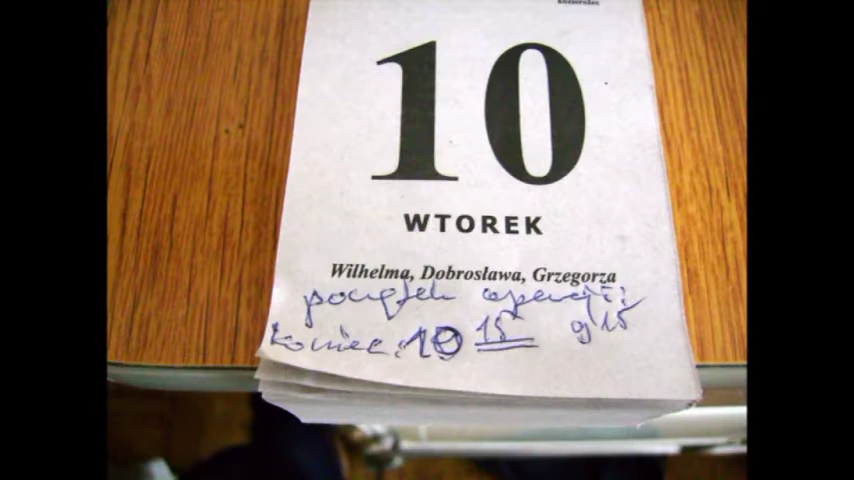 10
WTOREK
Wilhelma, Dobrosława, Grzegorza
początek operacji:
9 15
koniec: 10 15